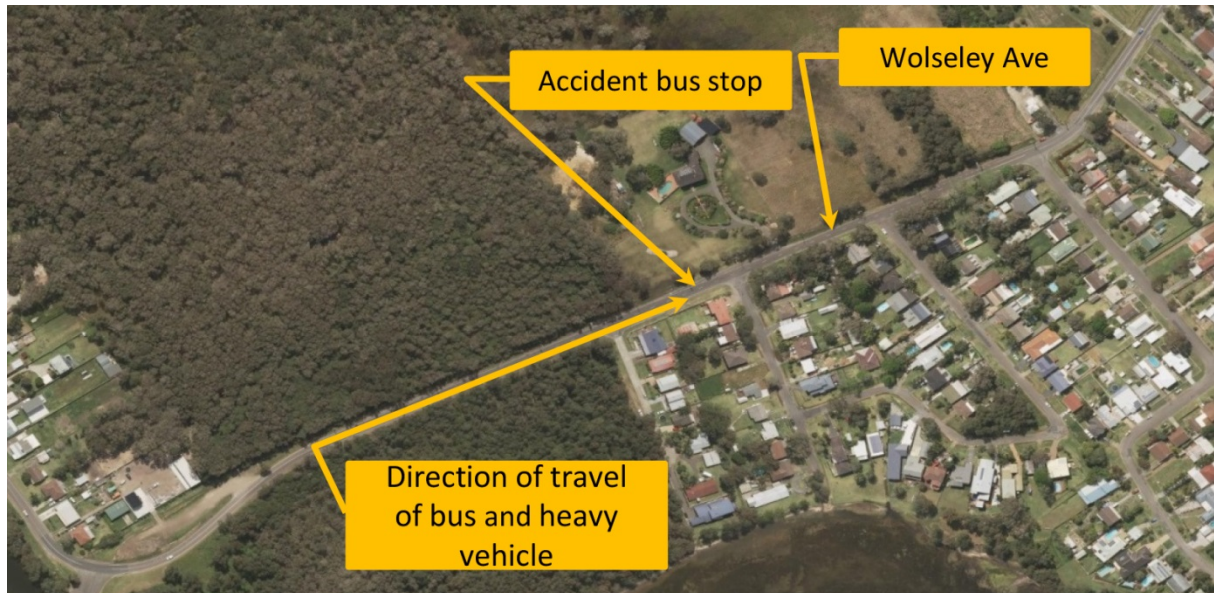 Wolseley Ave
Accident bus stop
Direction of travel
of bus and heavy
vehicle